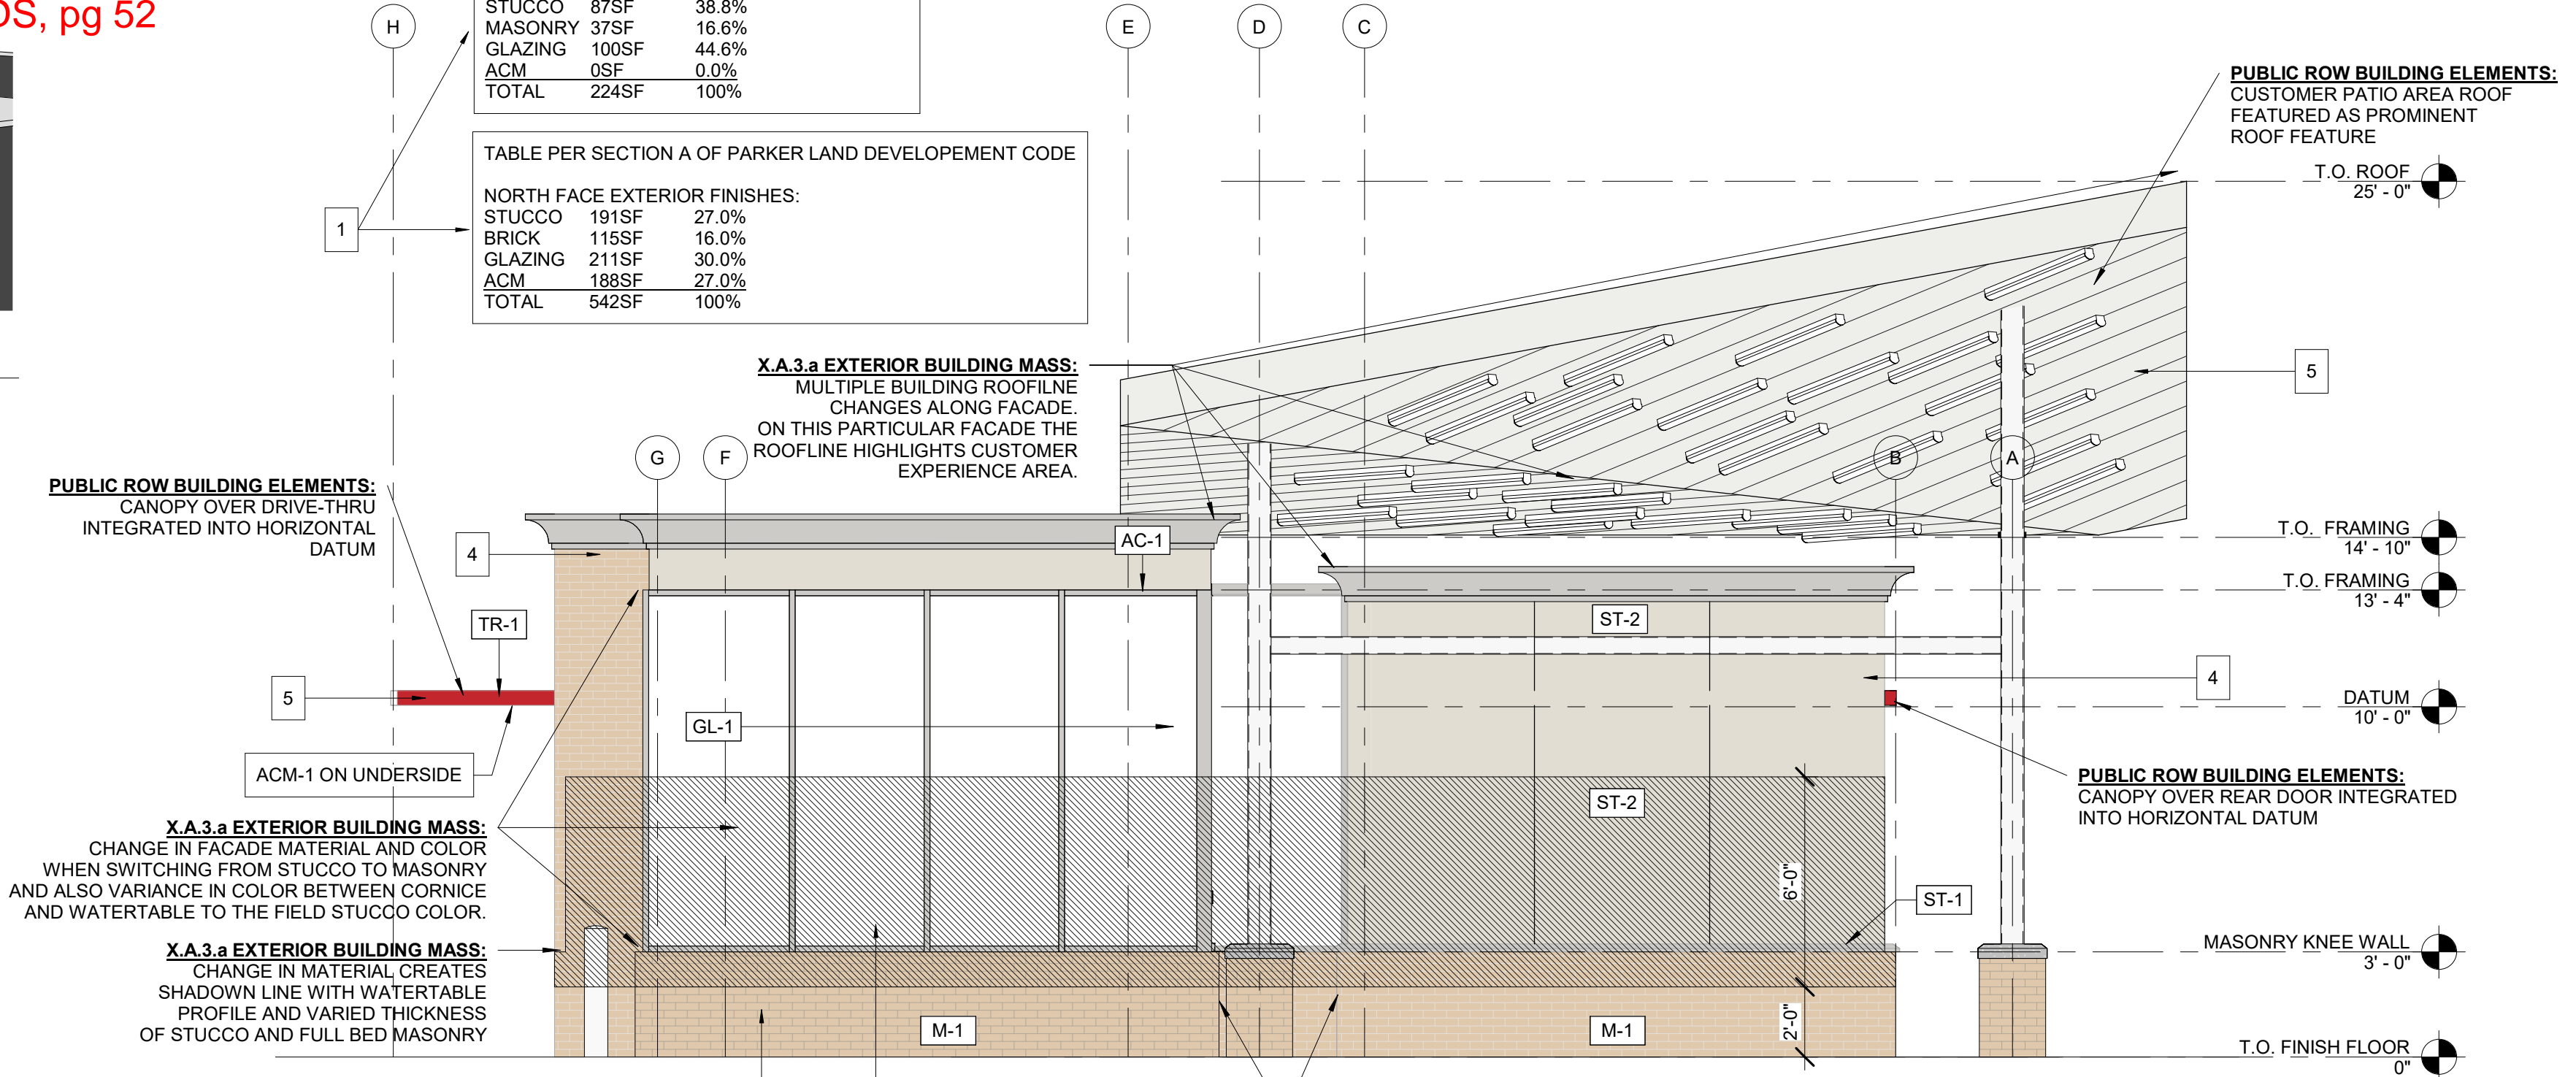 OS, pg 52
H
E
D
C
STUCCO 87SF 38.8%
MASONRY 37SF 16.6%
GLAZING 100SF 44.6%
ACM 0SF 0.0%
TOTAL 224SF 100%
1
TABLE PER SECTION A OF PARKER LAND DEVELOPEMENT CODE
NORTH FACE EXTERIOR FINISHES:
STUCCO 191SF 27.0%
BRICK 115SF 16.0%
GLAZING 211SF 30.0%
ACM 188SF 27.0%
TOTAL 542SF 100%
PUBLIC ROW BUILDING ELEMENTS:
CUSTOMER PATIO AREA ROOF
FEATURED AS PROMINENT
ROOF FEATURE
T.O. ROOF
25' - 0"
5
X.A.3.a EXTERIOR BUILDING MASS:
MULTIPLE BUILDING ROOFILNE
CHANGES ALONG FACADE.
ON THIS PARTICULAR FACADE THE
ROOFLINE HIGHLIGHTS CUSTOMER
EXPERIENCE AREA.
G
F
B
A
PUBLIC ROW BUILDING ELEMENTS:
CANOPY OVER DRIVE-THRU
INTEGRATED INTO HORIZONTAL
DATUM
4
AC-1
T.O. FRAMING
14' - 10"
T.O. FRAMING
13' - 4"
TR-1
ST-2
5
4
GL-1
DATUM
10' - 0"
ACM-1 ON UNDERSIDE
PUBLIC ROW BUILDING ELEMENTS:
CANOPY OVER REAR DOOR INTEGRATED
INTO HORIZONTAL DATUM
ST-2
X.A.3.a EXTERIOR BUILDING MASS:
CHANGE IN FACADE MATERIAL AND COLOR
WHEN SWITCHING FROM STUCCO TO MASONRY
AND ALSO VARIANCE IN COLOR BETWEEN CORNICE
AND WATERTABLE TO THE FIELD STUCCO COLOR.
6'-0"
ST-1
X.A.3.a EXTERIOR BUILDING MASS:
CHANGE IN MATERIAL CREATES
SHADOWN LINE WITH WATERTABLE
PROFILE AND VARIED THICKNESS
OF STUCCO AND FULL BED MASONRY
MASONRY KNEE WALL
3' - 0"
M-1
M-1
2'-0"
T.O. FINISH FLOOR
0"